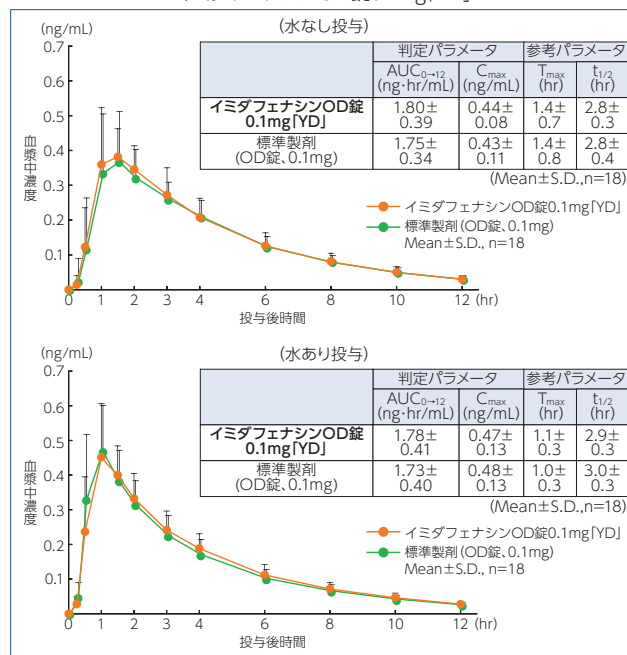 (水なし投与)
(ng/mL)
0.7
0.6
0.5
0.4
0.3
0.2
0.1
0
血漿中濃度
判定パラメータ 参考パラメータ
AUC0→12 (ng·hr/mL) Cmax (ng/mL) Tmax (hr) t1/2 (hr)
イミダフェナシンOD錠 0.1mg「YD」 1.80± 0.39 0.44± 0.08 1.4± 0.7 2.8± 0.3
標準製剤 (OD錠、0.1mg) 1.75± 0.34 0.43± 0.11 1.4± 0.8 2.8± 0.4
(Mean±S.D.,n=18)
イミダフェナシンOD錠0.1mg「YD」
標準製剤(OD錠、0.1mg)
Mean±S.D., n=18
0 1 2 3 4 6 8 10 12 (hr)
投与後時間
(水あり投与)
(ng/mL)
0.7
0.6
0.5
0.4
0.3
0.2
0.1
0
血漿中濃度
判定パラメータ 参考パラメータ
AUC0→12 (ng·hr/mL) Cmax (ng/mL) Tmax (hr) t1/2 (hr)
イミダフェナシンOD錠 0.1mg「YD」 1.78± 0.41 0.47± 0.13 1.1± 0.3 2.9± 0.3
標準製剤 (OD錠、0.1mg) 1.73± 0.40 0.48± 0.13 1.0± 0.3 3.0± 0.3
(Mean±S.D.,n=18)
イミダフェナシンOD錠0.1mg「YD」
標準製剤(OD錠、0.1mg)
Mean±S.D., n=18
0 1 2 3 4 6 8 10 12 (hr)
投与後時間